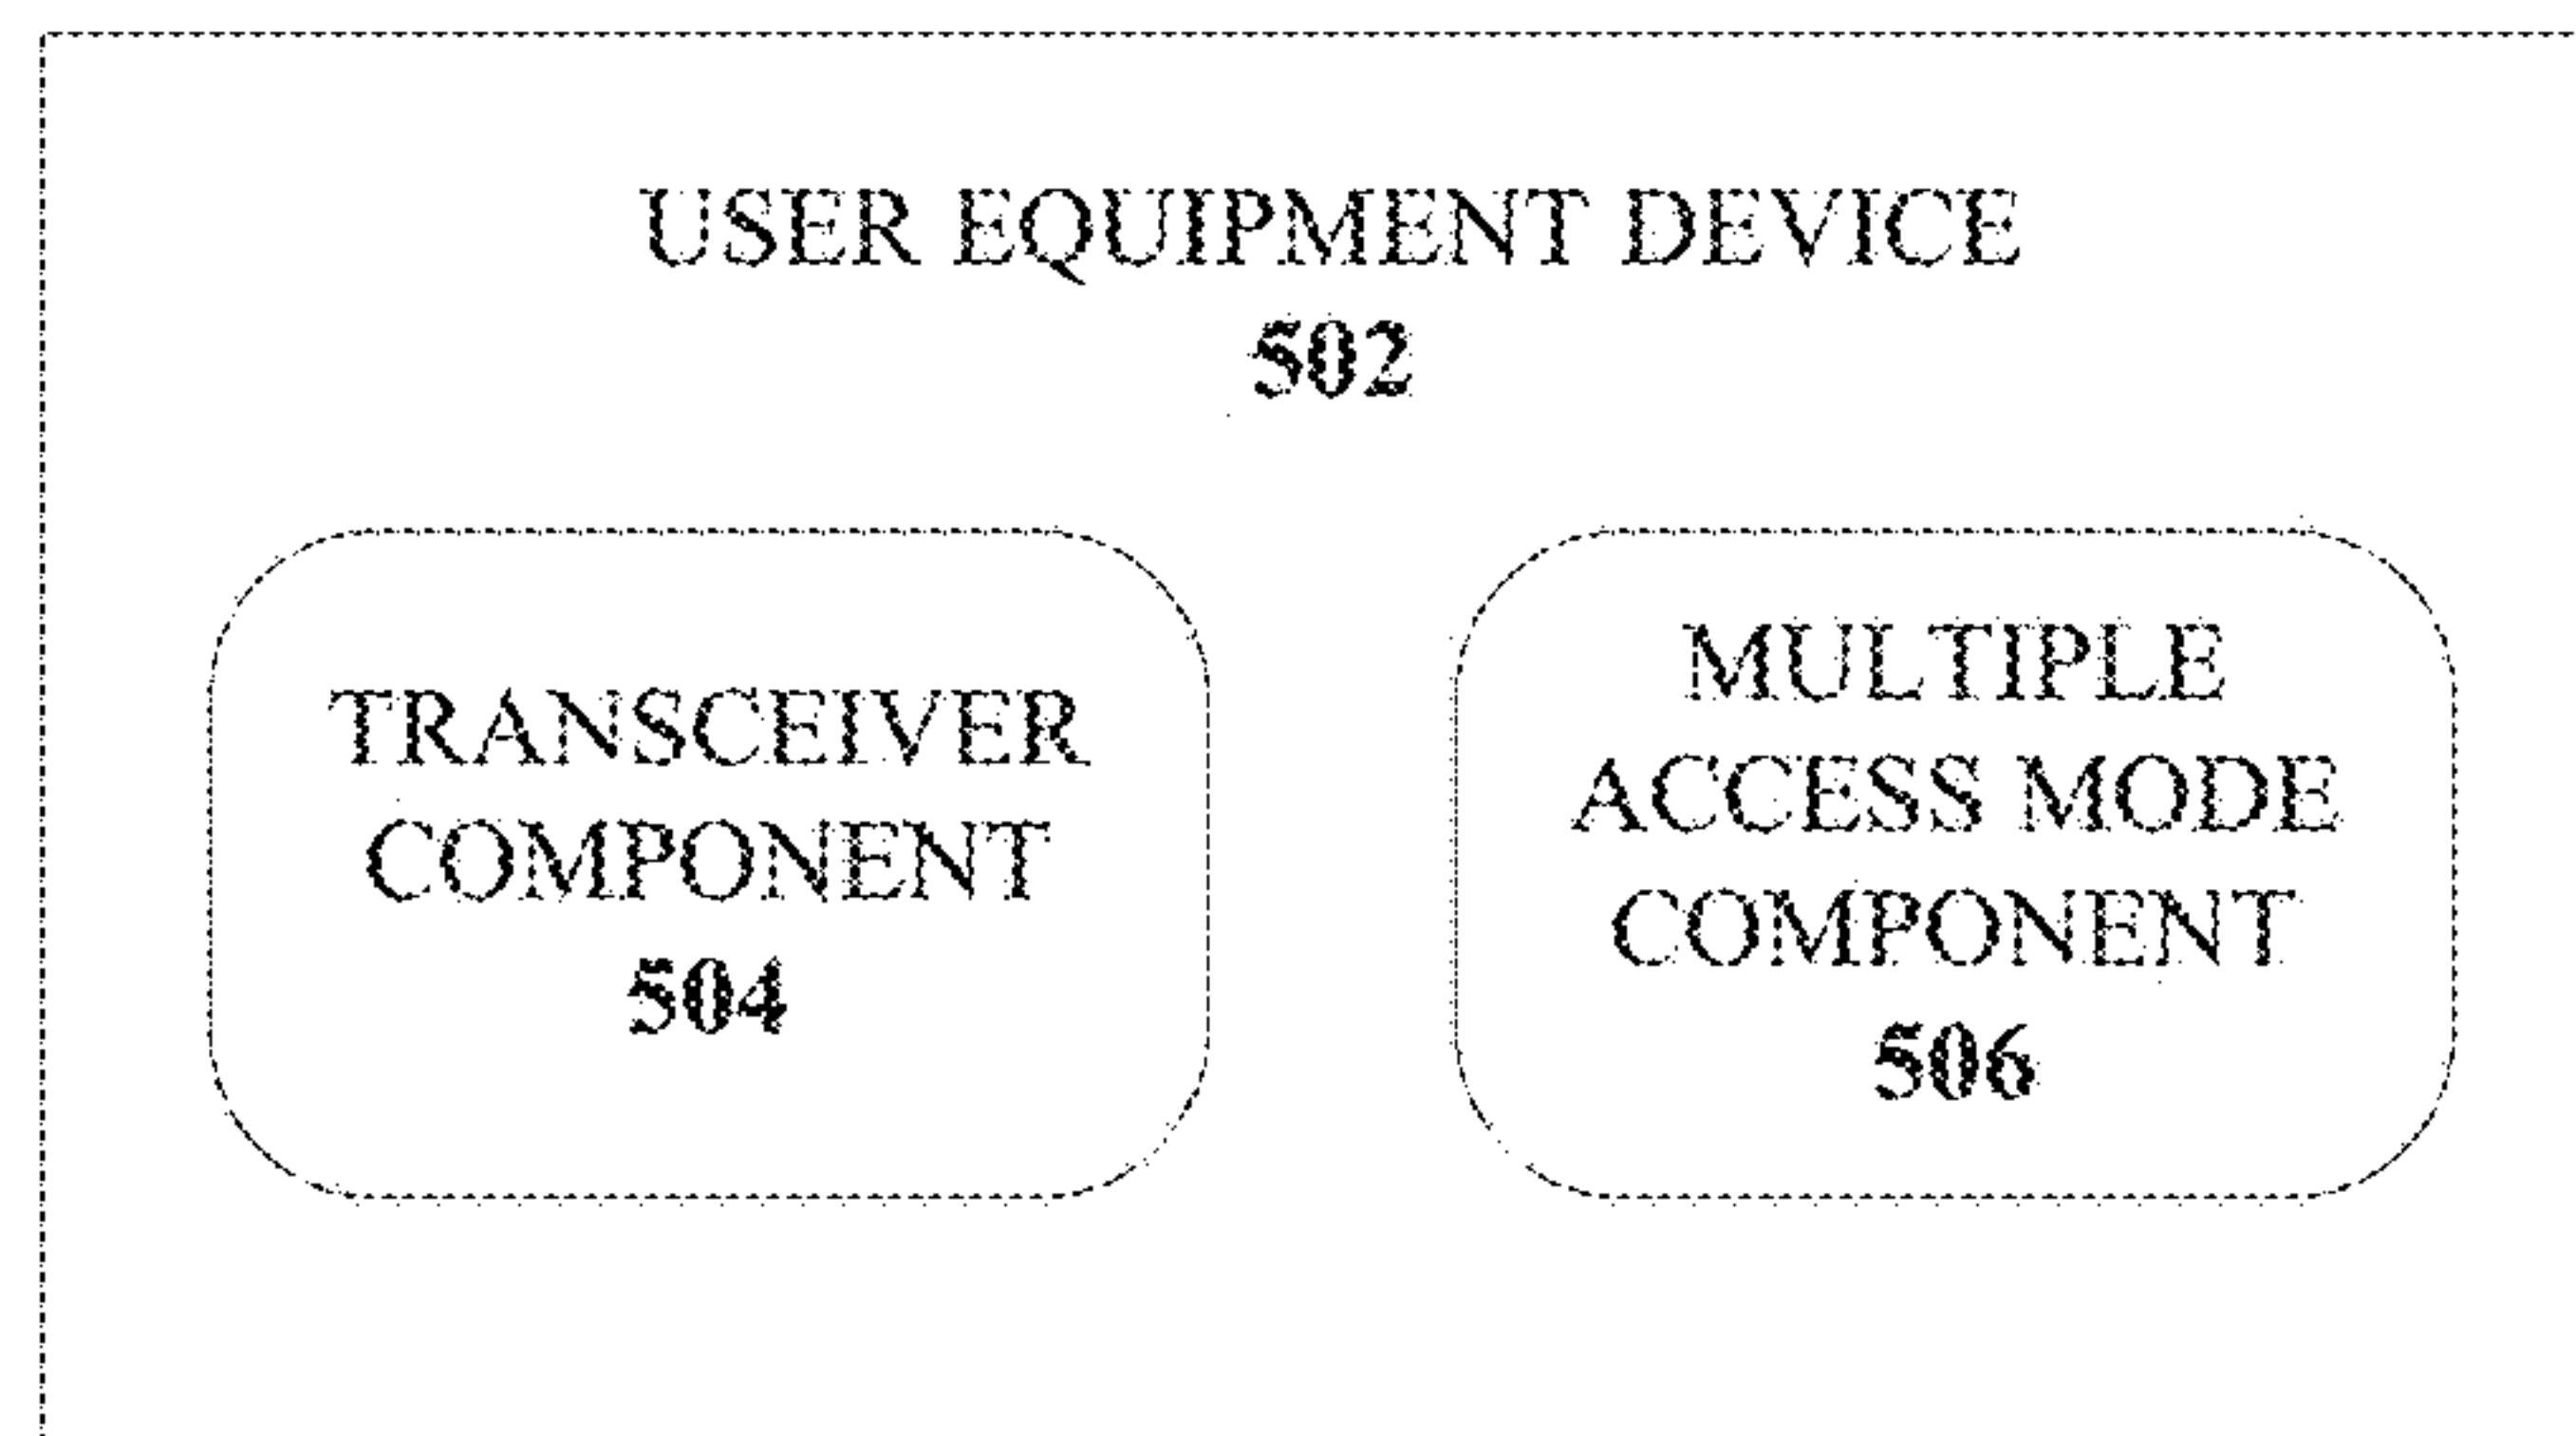 USER EQUIPMENT DEVICE
502
TRANSCEIVER
COMPONENT
504
MULTIPLE
ACCESS MODE
COMPONENT
506